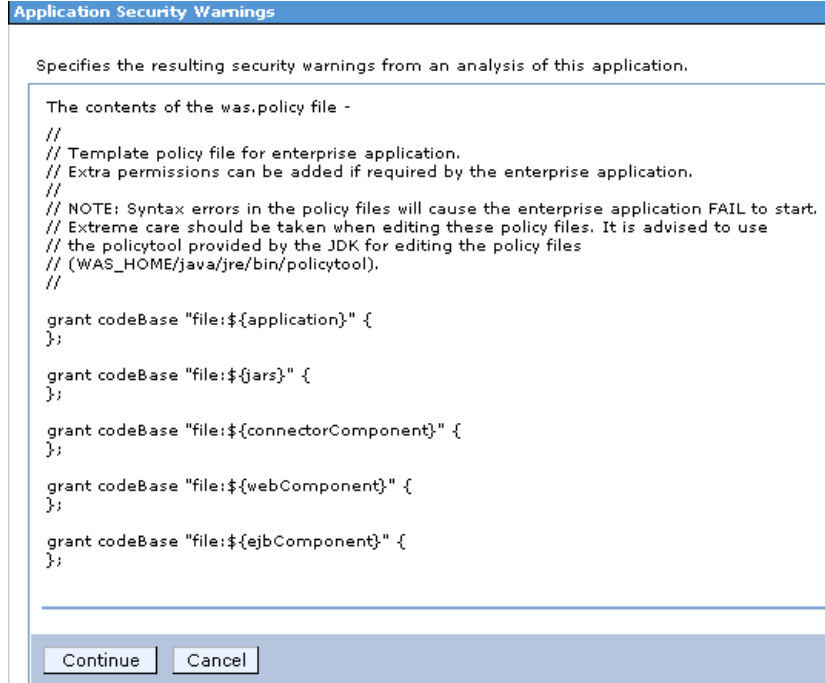 Application Security Warnings
Specifies the resulting security warnings from an analysis of this application.
The contents of the was.policy file -
//
// Template policy file for enterprise application.
// Extra permissions can be added if required by the enterprise application.
//
// NOTE: Syntax errors in the policy files will cause the enterprise application FAIL to start.
// Extreme care should be taken when editing these policy files. It is advised to use
// the policytool provided by the JDK for editing the policy files
// (WAS_HOME/java/jre/bin/policytool).
//
grant codeBase "file:${application}" {
};
grant codeBase "file:${jars}" {
};
grant codeBase "file:${connectorComponent}" {
};
grant codeBase "file:${webComponent}" {
};
grant codeBase "file:${ejbComponent}" {
};
Continue Cancel